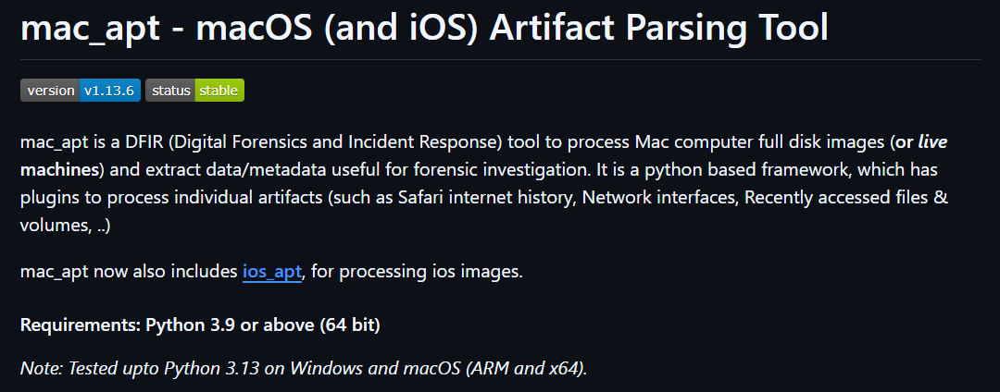 mac_apt - macOS (and iOS) Artifact Parsing Tool
version v1.13.6 status stable
mac_apt is a DFIR (Digital Forensics and Incident Response) tool to process Mac computer full disk images (or live
machines) and extract data/metadata useful for forensic investigation. It is a python based framework, which has
plugins to process individual artifacts (such as Safari internet history, Network interfaces, Recently accessed files &
volumes, ..)
mac_apt now also includes ios_apt, for processing ios images.
Requirements: Python 3.9 or above (64 bit)
Note: Tested upto Python 3.13 on Windows and macOS (ARM and x64).